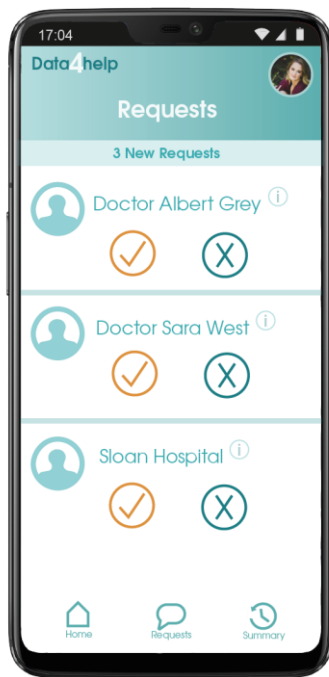 17:04
Data4help
Requests
3 New Requests
Doctor Albert Grey i
X
Doctor Sara West i
X
Sloan Hospital i
X
Home Requests Summary